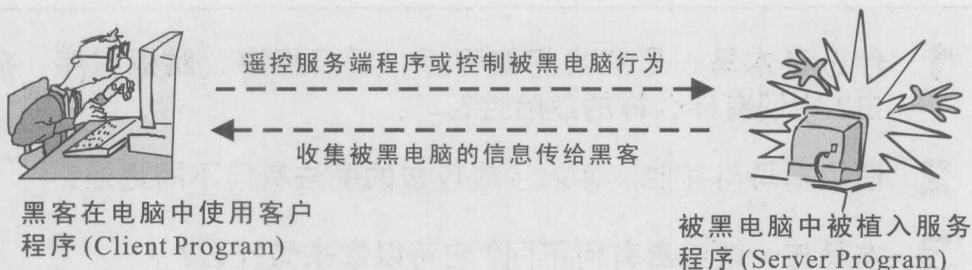 遥控服务端程序或控制被黑电脑行为
收集被黑电脑的信息传给黑客
黑客在电脑中使用客户
程序(Client Program)
被黑电脑中被植入服务
程序(Server Program)